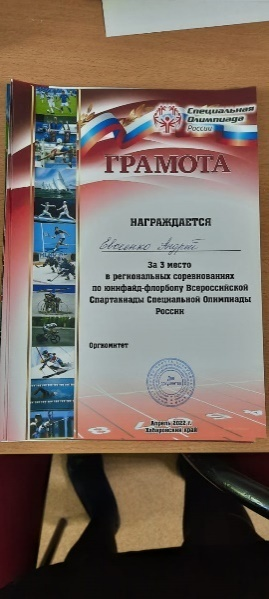 Специальная
Олимпиада
России
ГРАМОТА
НАГРАЖДАЕТСЯ
Евсеенко Андрей
За 3 место
в региональных соревнованиях
по юнифайд-флорболу Всероссийской
Спартакиады Специальной Олимпиады
России
Оргкомитет
Апрель 2022 г.
Хабаровский край